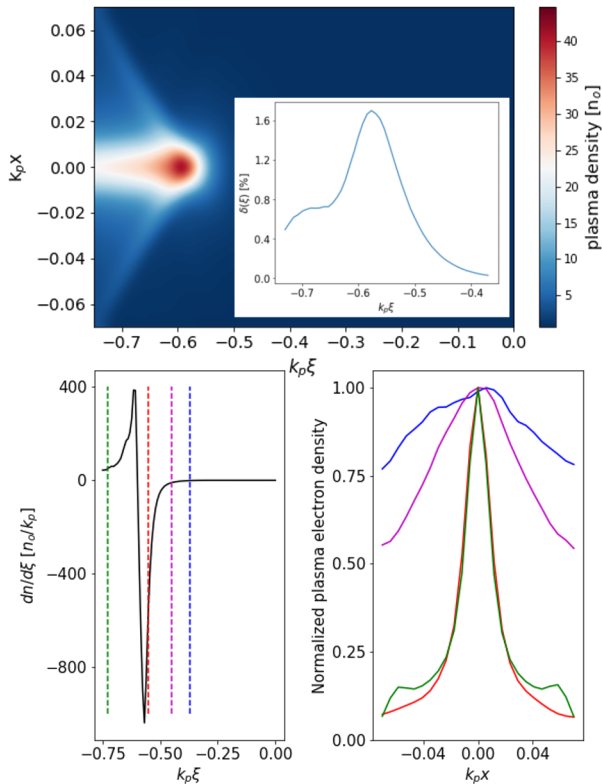 0.06
0.04
0.02
0.00
−0.02
−0.04
−0.06
kₚx
1.6
1.2
0.8
0.4
0.0
δ(ξ) [%]
−0.7 −0.6 −0.5 −0.4
kₚξ
−0.7 −0.6 −0.5 −0.4 −0.3 −0.2 −0.1 0.0
kₚξ
40
35
30
25
20
15
10
5
plasma density [nₒ]
400
0
−400
−800
dn/dξ [nₒ/kₚ]
−0.75 −0.50 −0.25 0.00
kₚξ
1.00
0.75
0.50
0.25
0.00
Normalized plasma electron density
−0.04 0.00 0.04
kₚx